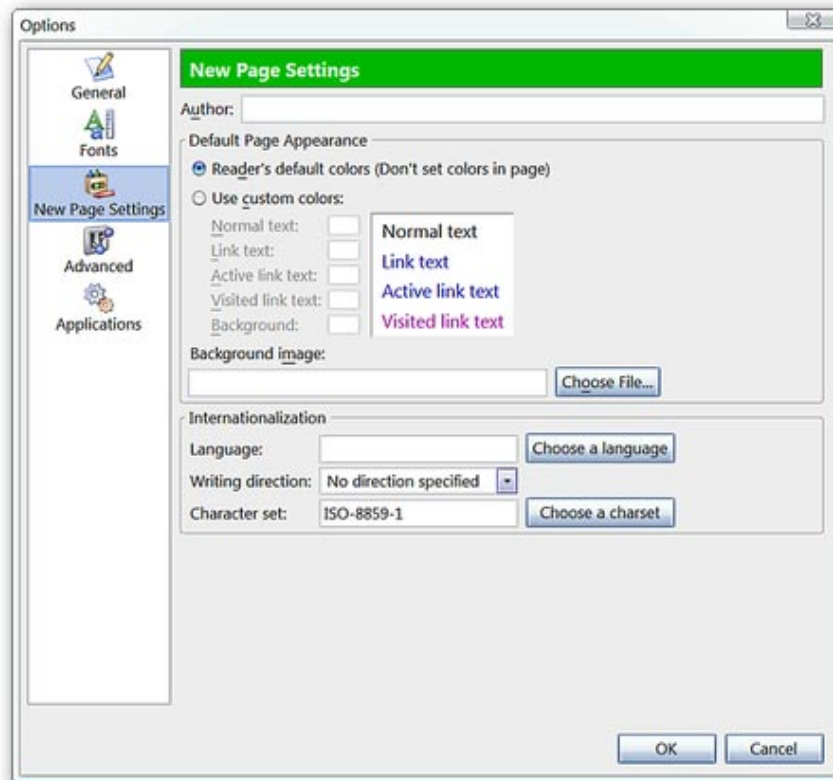 Options
General
Fonts
New Page Settings
Advanced
Applications
New Page Settings
Author:
Default Page Appearance
Reader's default colors (Don't set colors in page)
Use custom colors:
Normal text:
Link text:
Active link text:
Visited link text:
Background:
Normal text
Link text
Active link text
Visited link text
Background image:
Choose File...
Internationalization
Language: Choose a language
Writing direction: No direction specified
Character set: ISO-8859-1 Choose a charset
OK Cancel